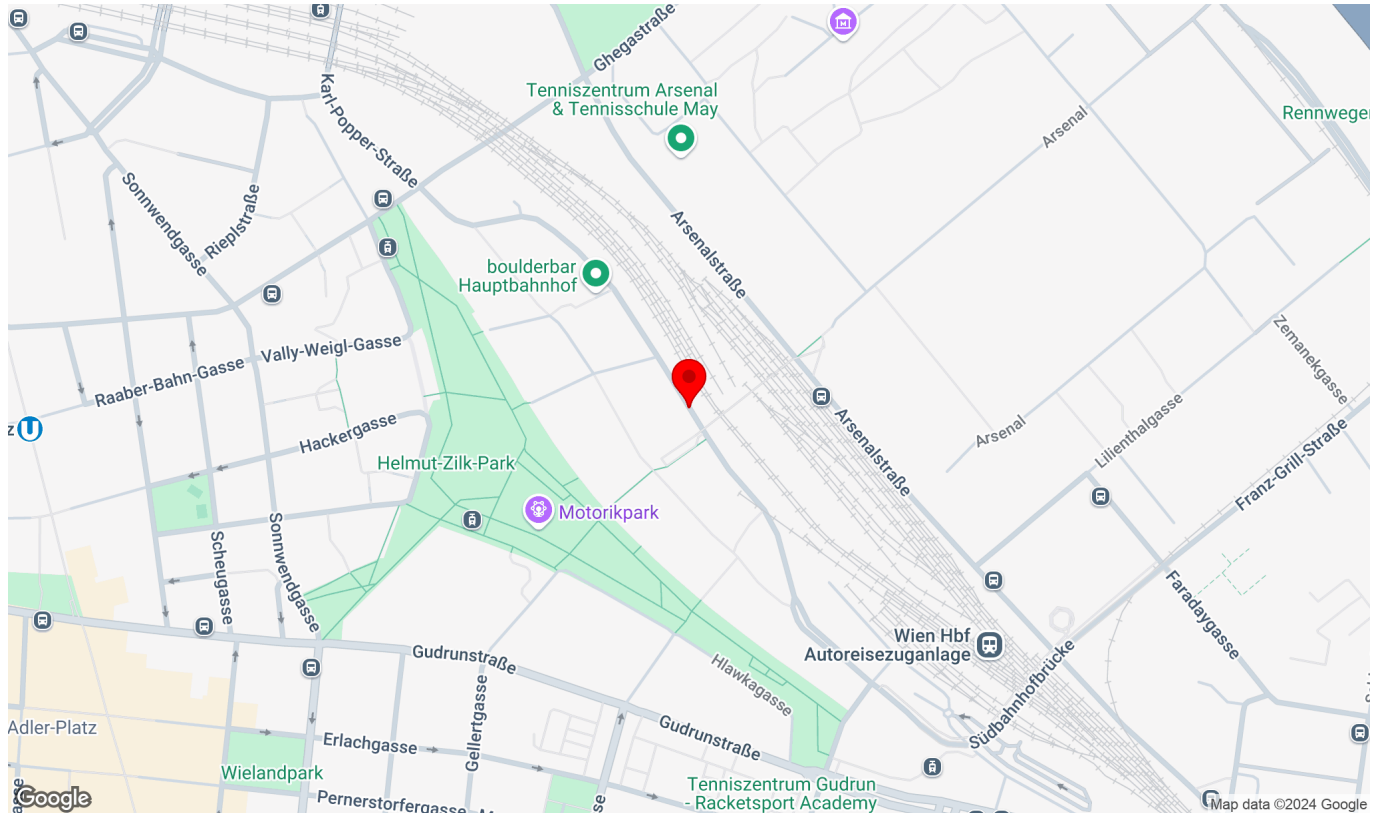 Ghegastraße
Tenniszentrum Arsenal
& Tennisschule May
Karl-Popper-Straße
Arsenal
Rennweger
Sonnwendgasse
Rieplstraße
Arsenalstraße
boulderbar
Hauptbahnhof
Vally-Weigl-Gasse
Raaber-Bahn-Gasse
Zemanekgasse
z U
Hackergasse
Arsenalstraße
Arsenal
Lilienthalgasse
Franz-Grill-Straße
Helmut-Zilk-Park
Motorikpark
Scheugasse
Sonnwendgasse
Faradaygasse
Wien Hbf
Autoreisezuganlage
Gudrunstraße
Hlawkagasse
Südbahnhofbrücke
Gellertgasse
Adler-Platz
Erlachgasse
Gudrunstraße
Wielandpark
Tenniszentrum Gudrun
- Racketsport Academy
Pernerstorfergasse
Google
Map data ©2024 Google